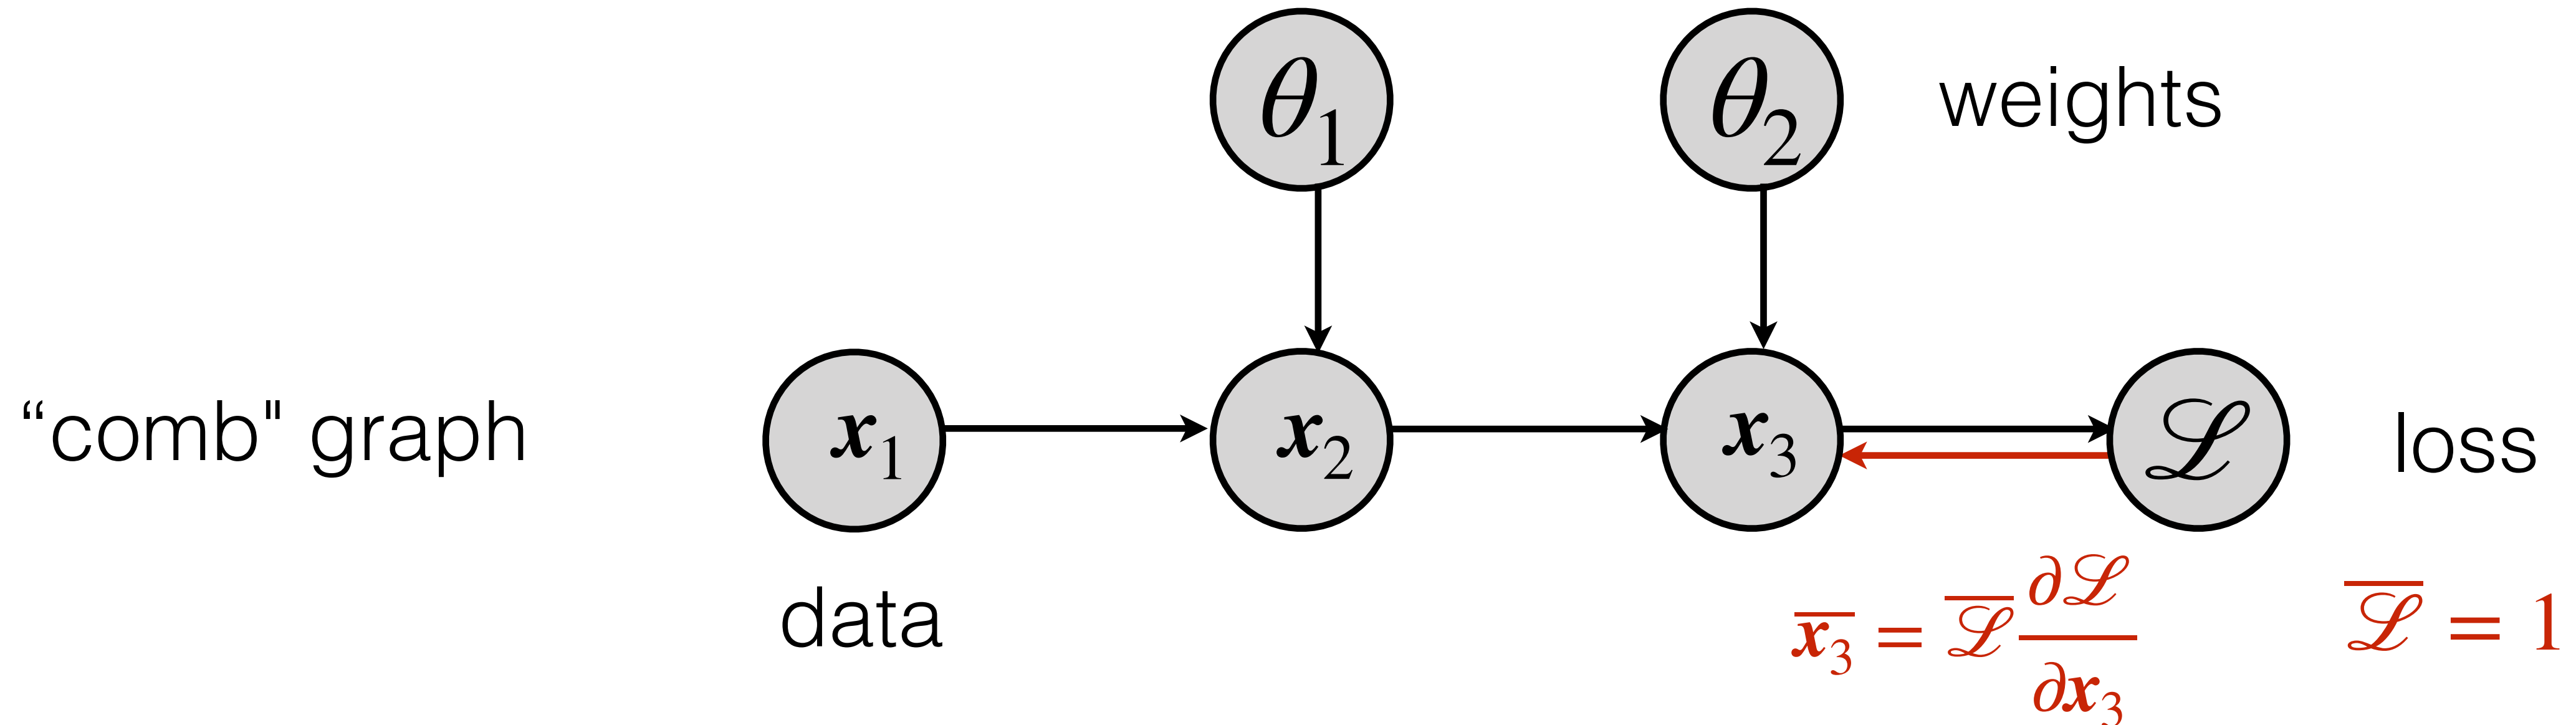 θ₁ θ₂ weights
“comb" graph x₁ x₂ x₃ ℒ loss
data
x̅₃ = ℒ̅ ∂ℒ/∂x₃ ℒ̅ = 1